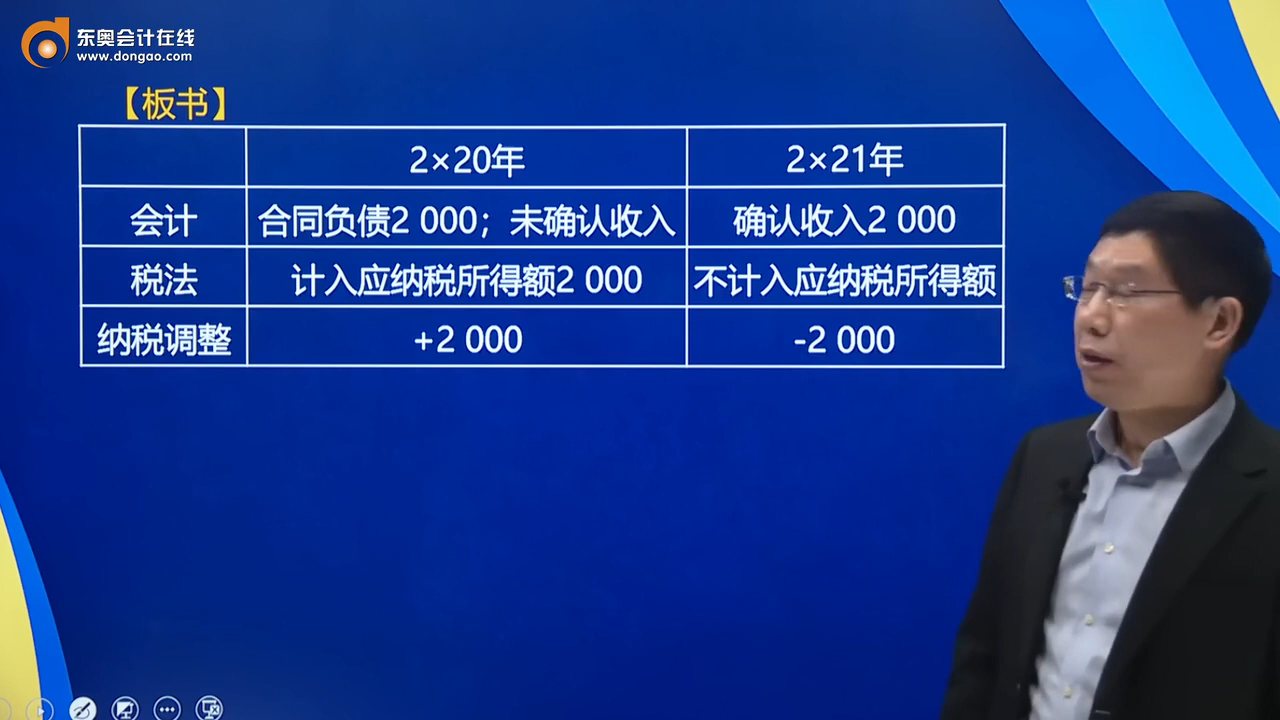 东奥会计在线
www.dongao.com
【板书】
2×20年 2×21年
会计 合同负债2 000；未确认收入 确认收入2 000
税法 计入应纳税所得额2 000 不计入应纳税所得额
纳税调整 +2 000 -2 000